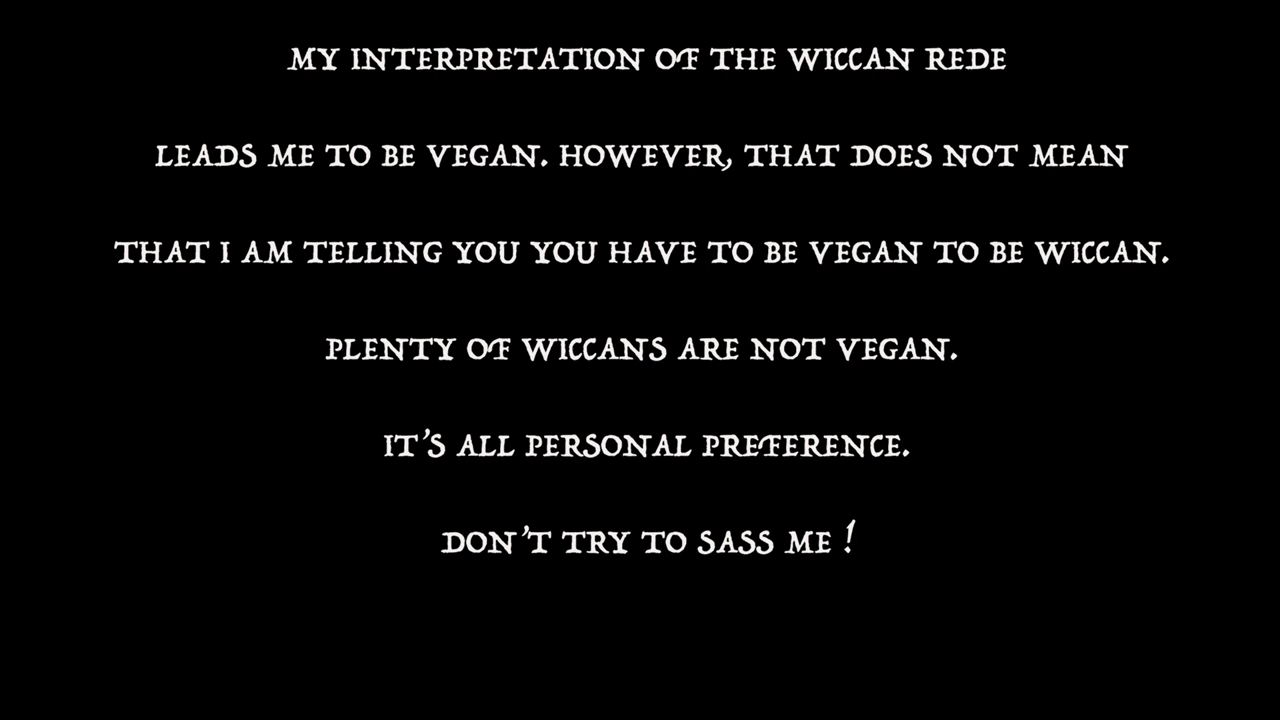 MY INTERPRETATION OF THE WICCAN REDE
LEADS ME TO BE VEGAN. HOWEVER, THAT DOES NOT MEAN
THAT I AM TELLING YOU YOU HAVE TO BE VEGAN TO BE WICCAN.
PLENTY OF WICCANS ARE NOT VEGAN.
IT'S ALL PERSONAL PREFERENCE.
DON'T TRY TO SASS ME !